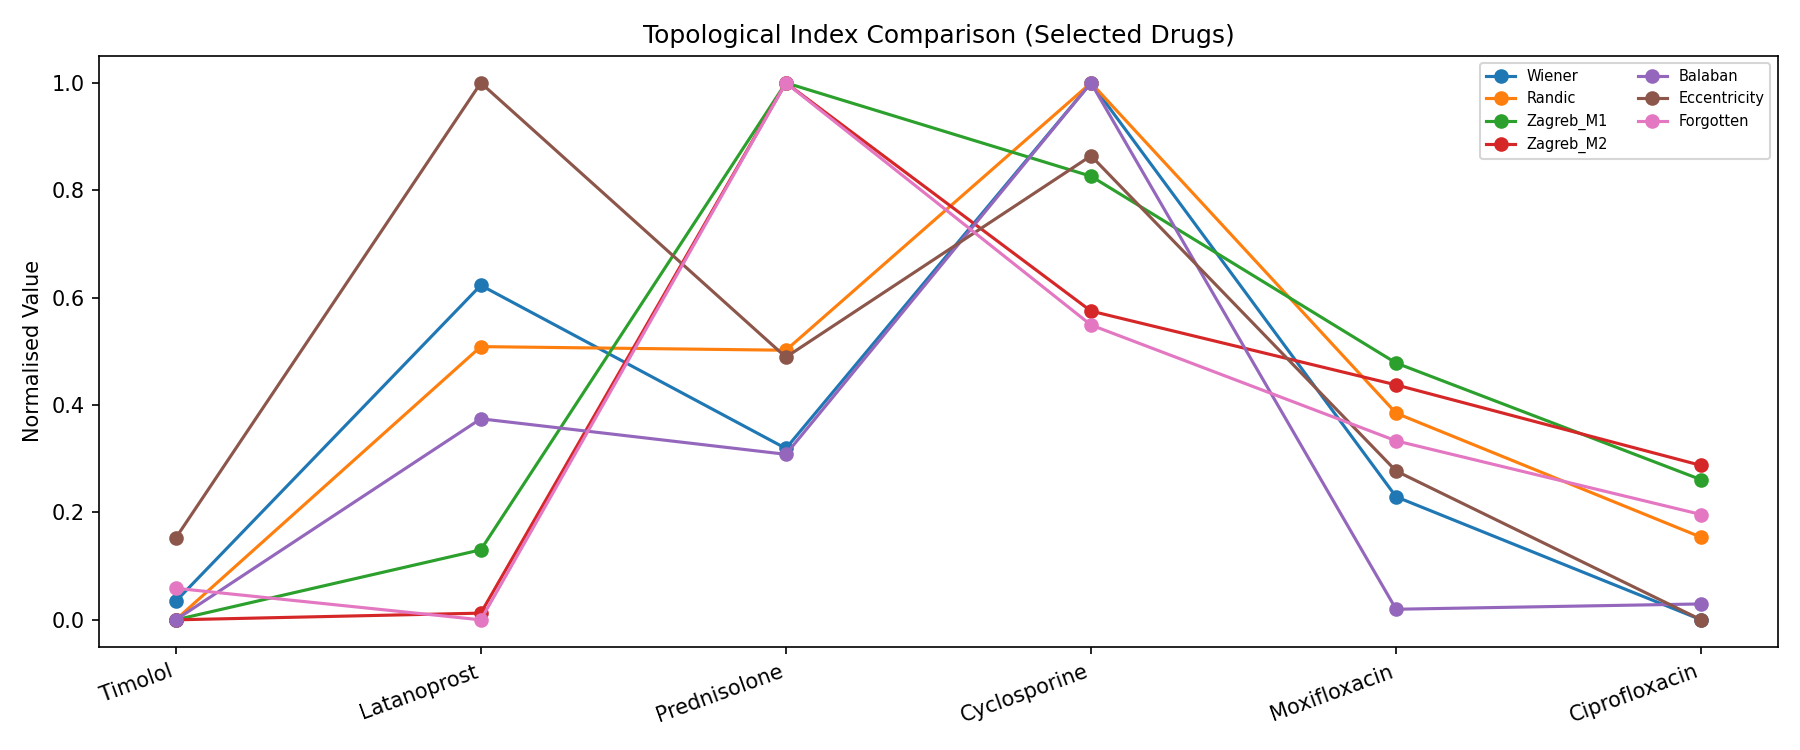 Topological Index Comparison (Selected Drugs)
Normalised Value
1.0
0.8
0.6
0.4
0.2
0.0
Wiener
Randic
Zagreb_M1
Zagreb_M2
Balaban
Eccentricity
Forgotten
Timolol
Latanoprost
Prednisolone
Cyclosporine
Moxifloxacin
Ciprofloxacin